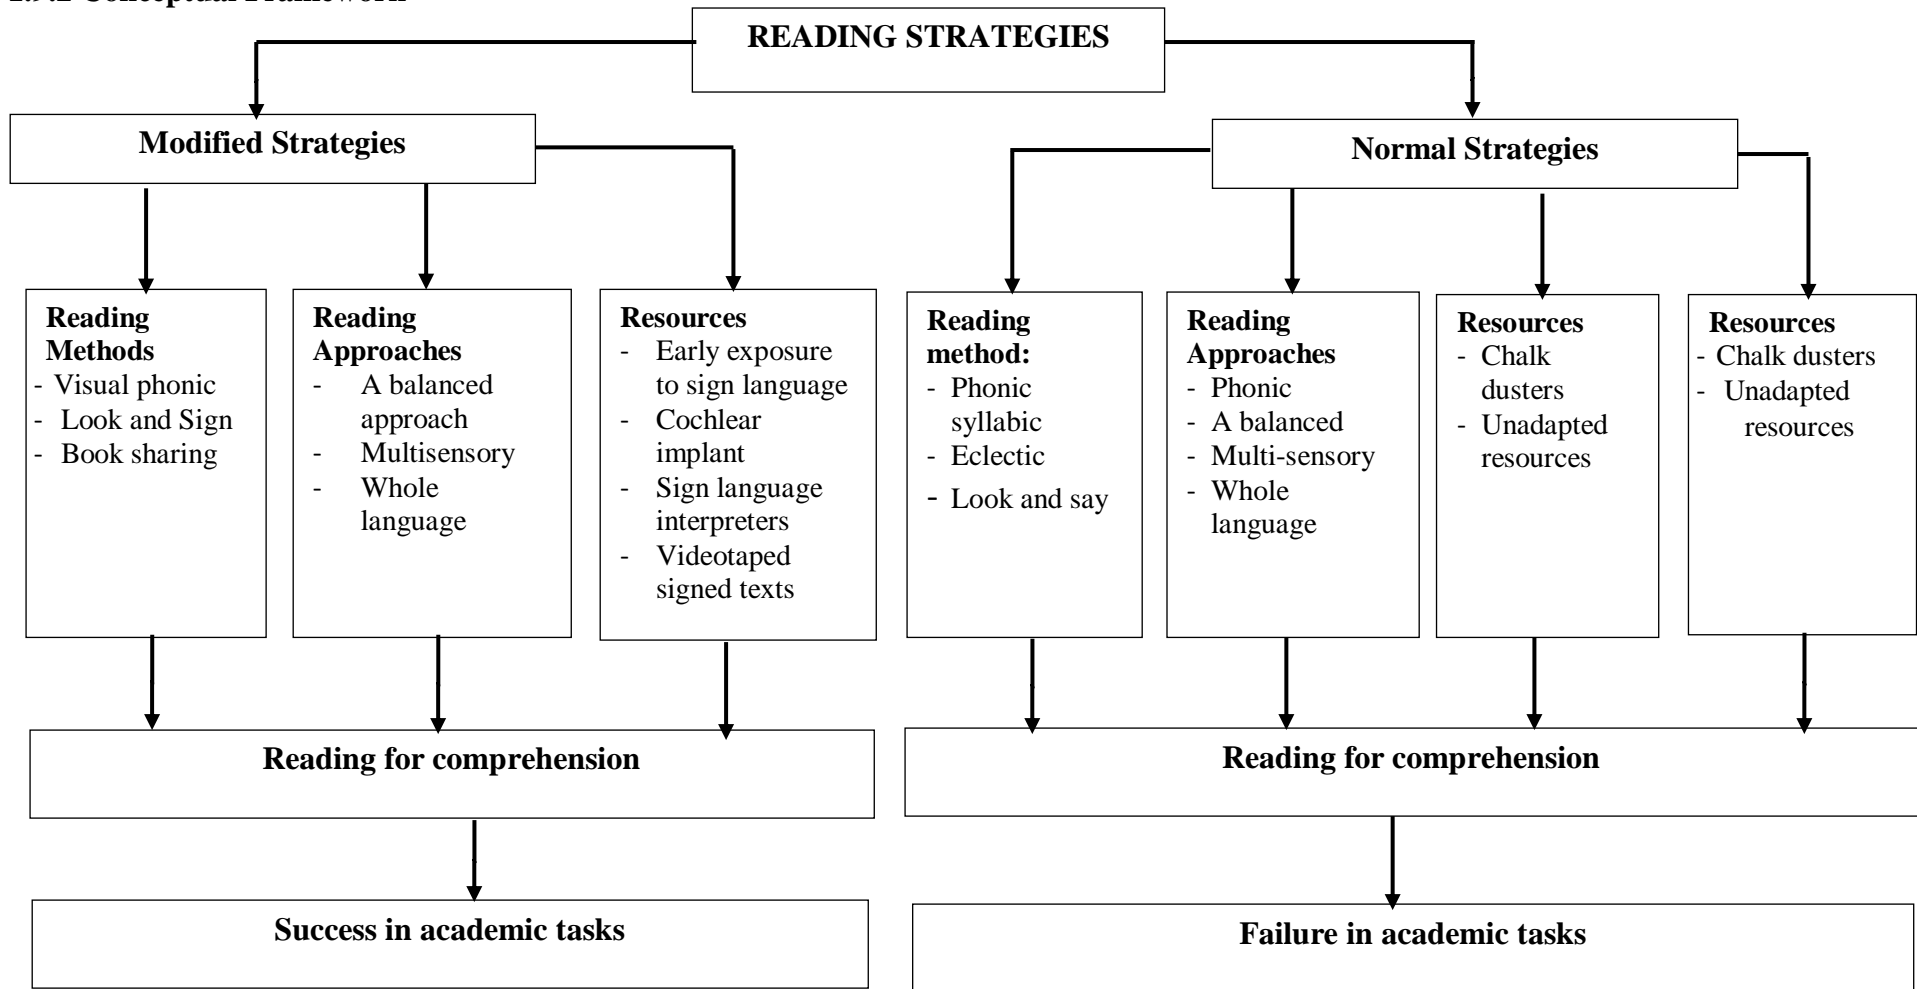 READING STRATEGIES
Modified Strategies
Normal Strategies
Reading
Methods
- Visual phonic
- Look and Sign
- Book sharing
Reading
Approaches
- A balanced
approach
- Multisensory
- Whole
language
Resources
- Early exposure
to sign language
- Cochlear
implant
- Sign language
interpreters
- Videotaped
signed texts
Reading
method:
- Phonic
syllabic
- Eclectic
- Look and say
Reading
Approaches
- Phonic
- A balanced
- Multi-sensory
- Whole
language
Resources
- Chalk
dusters
- Unadapted
resources
Resources
- Chalk dusters
- Unadapted
resources
Reading for comprehension
Reading for comprehension
Success in academic tasks
Failure in academic tasks